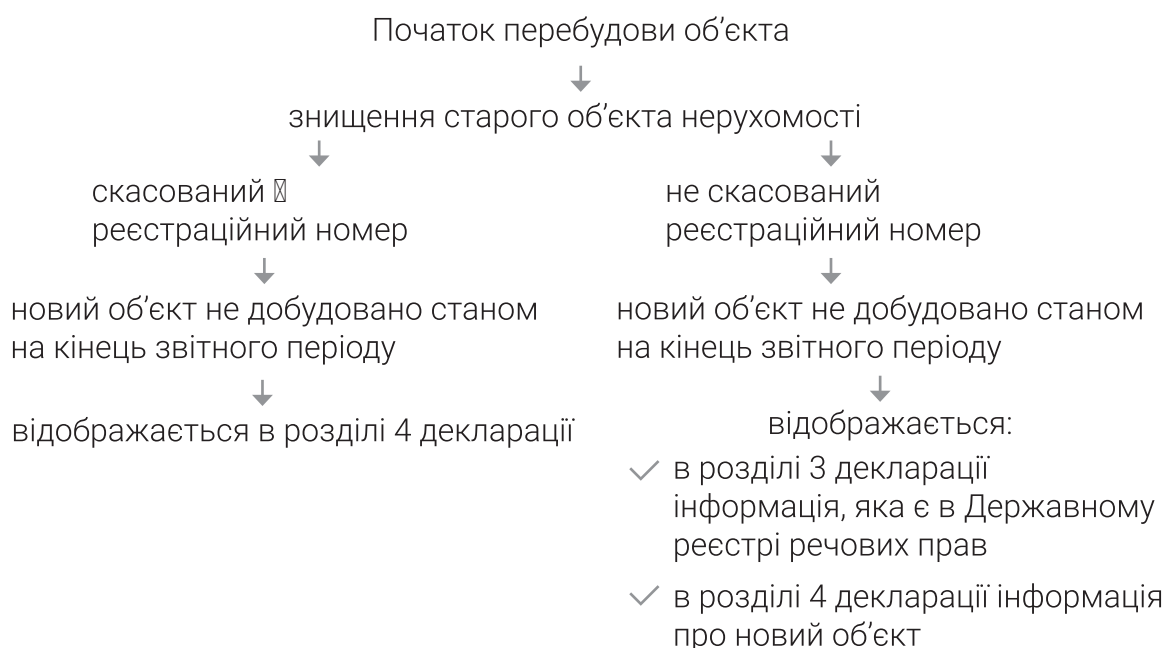 Початок перебудови об’єкта
знищення старого об’єкта нерухомості
скасований
реєстраційний номер
новий об’єкт не добудовано станом
на кінець звітного періоду
відображається в розділі 4 декларації
не скасований
реєстраційний номер
новий об’єкт не добудовано станом
на кінець звітного періоду
відображається:
в розділі 3 декларації
інформація, яка є в Державному
реєстрі речових прав
в розділі 4 декларації інформація
про новий об’єкт